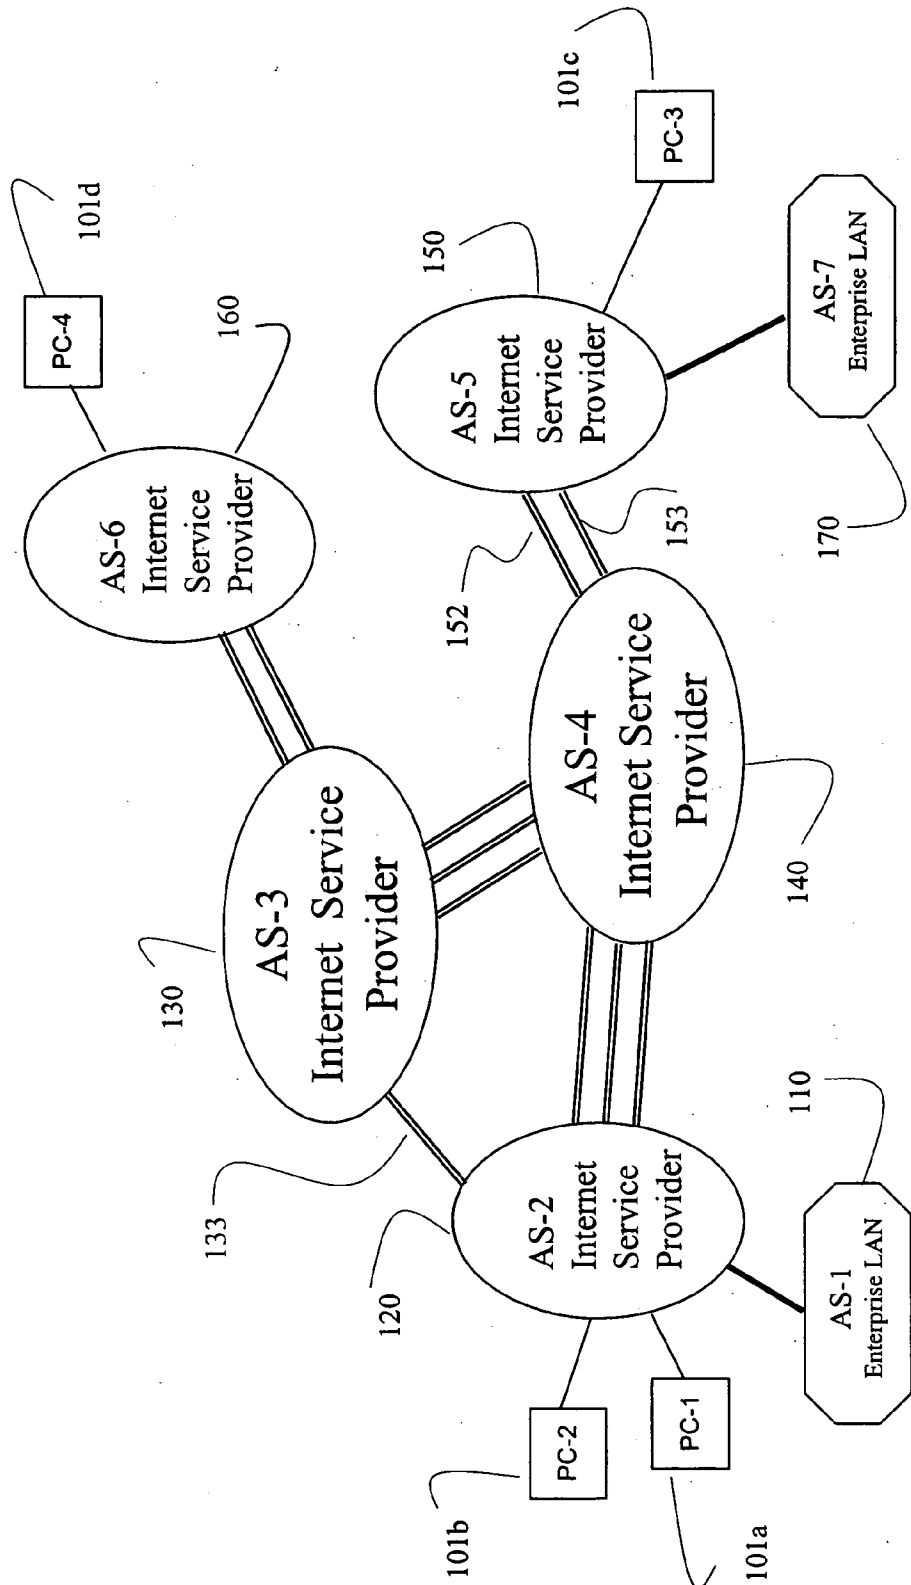 101d
PC-4
160
AS-6
Internet
Service
Provider
101c
PC-3
150
AS-5
Internet
Service
Provider
AS-7
Enterprise LAN
170
152
153
AS-3
Internet Service
Provider
130
AS-4
Internet Service
Provider
140
133
120
AS-2
Internet
Service
Provider
110
AS-1
Enterprise LAN
PC-2
101b
PC-1
101a